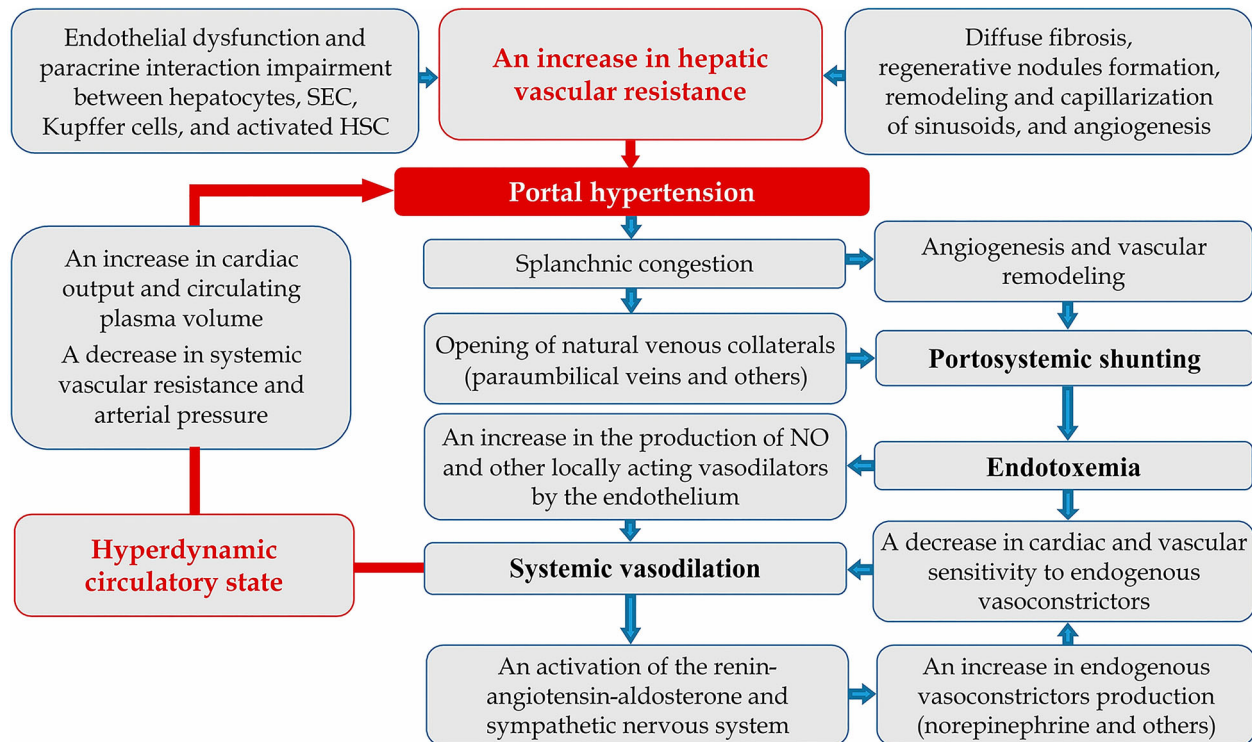 Endothelial dysfunction and
paracrine interaction impairment
between hepatocytes, SEC,
Kupffer cells, and activated HSC
An increase in hepatic
vascular resistance
Diffuse fibrosis,
regenerative nodules formation,
remodeling and capillarization
of sinusoids, and angiogenesis
Portal hypertension
An increase in cardiac
output and circulating
plasma volume
A decrease in systemic
vascular resistance and
arterial pressure
Splanchnic congestion
Angiogenesis and vascular
remodeling
Opening of natural venous collaterals
(paraumbilical veins and others)
Portosystemic shunting
An increase in the production of NO
and other locally acting vasodilators
by the endothelium
Endotoxemia
Hyperdynamic
circulatory state
Systemic vasodilation
A decrease in cardiac and vascular
sensitivity to endogenous
vasoconstrictors
An activation of the renin-
angiotensin-aldosterone and
sympathetic nervous system
An increase in endogenous
vasoconstrictors production
(norepinephrine and others)